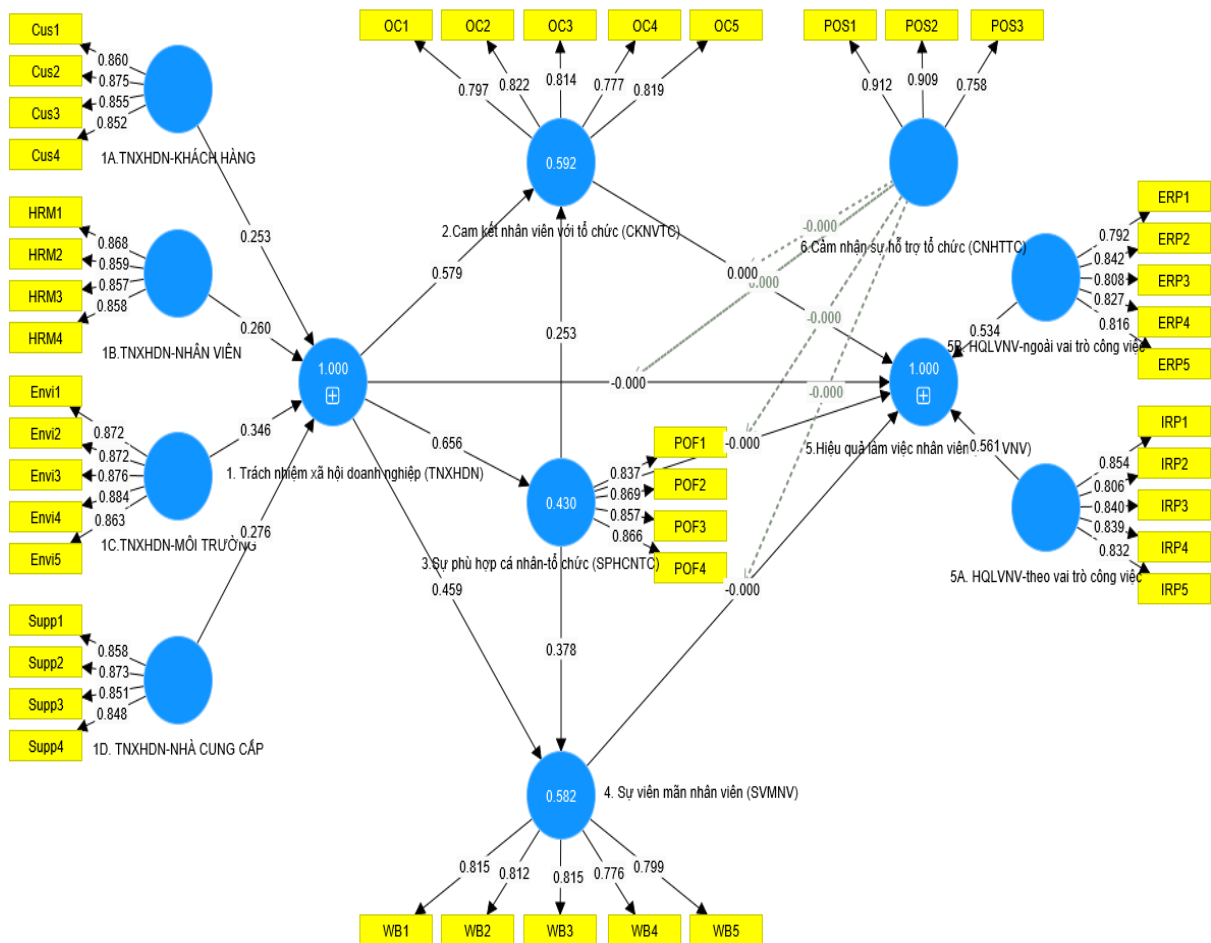 Cus1
Cus2
Cus3
Cus4
0.860
0.875
0.855
0.852
1A.TNXHDN-KHÁCH HÀNG
0.253
HRM1
HRM2
HRM3
HRM4
0.868
0.859
0.857
0.858
1B.TNXHDN-NHÂN VIÊN
0.260
Envi1
Envi2
Envi3
Envi4
Envi5
0.872
0.872
0.876
0.884
0.863
1C.TNXHDN-MÔI TRƯỜNG
0.346
Supp1
Supp2
Supp3
Supp4
0.858
0.873
0.851
0.848
1D. TNXHDN-NHÀ CUNG CẤP
0.276
1.000
1. Trách nhiệm xã hội doanh nghiệp (TNXHDN)
0.579
0.656
0.459
-0.000
OC1
OC2
OC3
OC4
OC5
0.797
0.822
0.814
0.777
0.819
0.592
2.Cam kết nhân viên với tổ chức (CKNVTC)
0.253
0.000
POF1
POF2
POF3
POF4
0.837
0.869
0.857
0.866
0.430
3.Sự phù hợp cá nhân-tổ chức (SPHCNTC)
0.378
-0.000
0.582
4. Sự viên mãn nhân viên (SVMNV)
-0.000
0.815
0.812
0.815
0.776
0.799
WB1
WB2
WB3
WB4
WB5
POS1
POS2
POS3
0.912
0.909
0.758
6.Cảm nhận sự hỗ trợ tổ chức (CNHTTC)
-0.000
0.000
-0.000
-0.000
1.000
5.Hiệu quả làm việc nhân viên VNV)
ERP1
ERP2
ERP3
ERP4
ERP5
0.792
0.842
0.808
0.827
0.816
0.534
5B. HQLVNV-ngoài vai trò công việc
IRP1
IRP2
IRP3
IRP4
IRP5
0.854
0.806
0.840
0.839
0.832
0.561
5A. HQLVNV-theo vai trò công việc